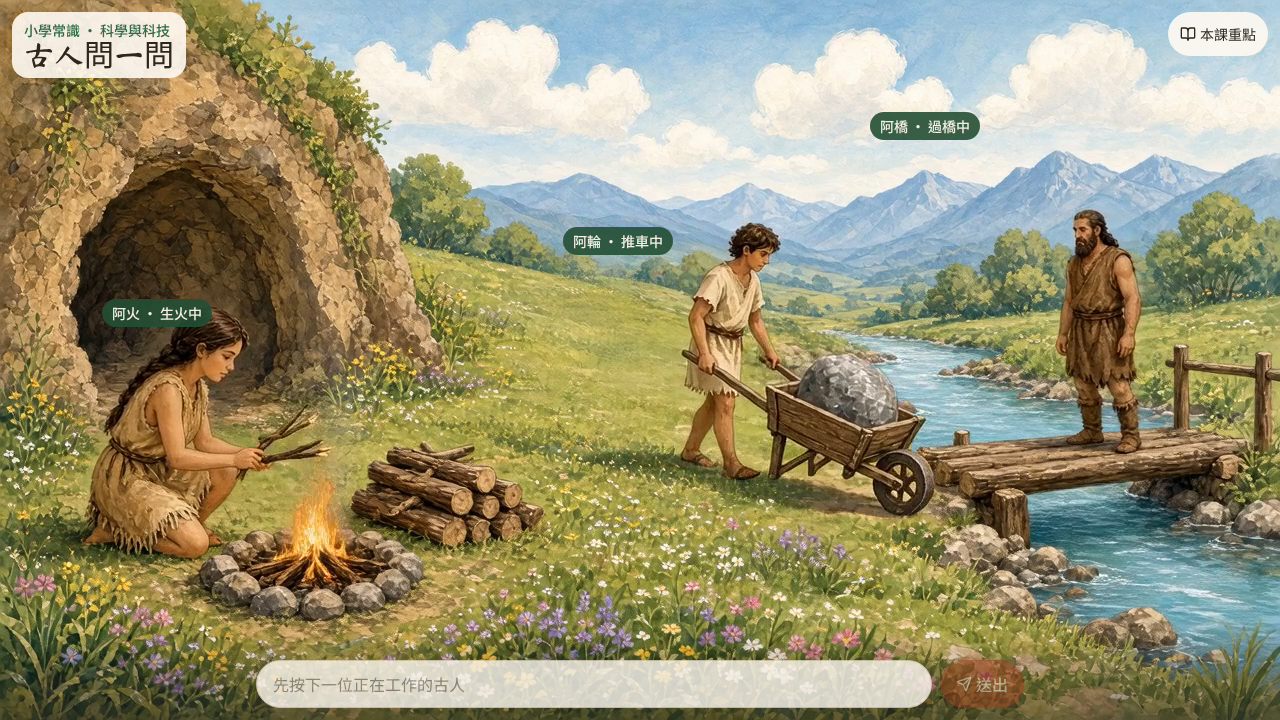 小學常識 · 科學與科技
古人問一問
本課重點
阿橋 · 過橋中
阿輪 · 推車中
阿火 · 生火中
先按下一位正在工作的古人
送出